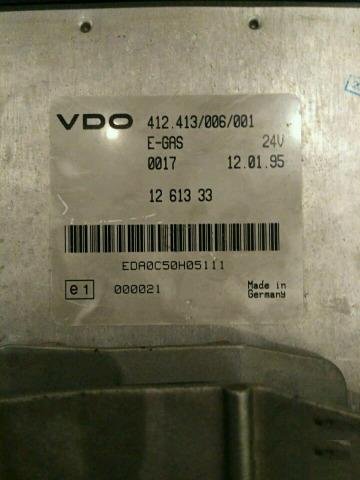 VDO 412.413/006/001
E-GAS 24V
0017 12.01.95
12 613 33
EDA0C50H05111
e1 000021 Made in
Germany